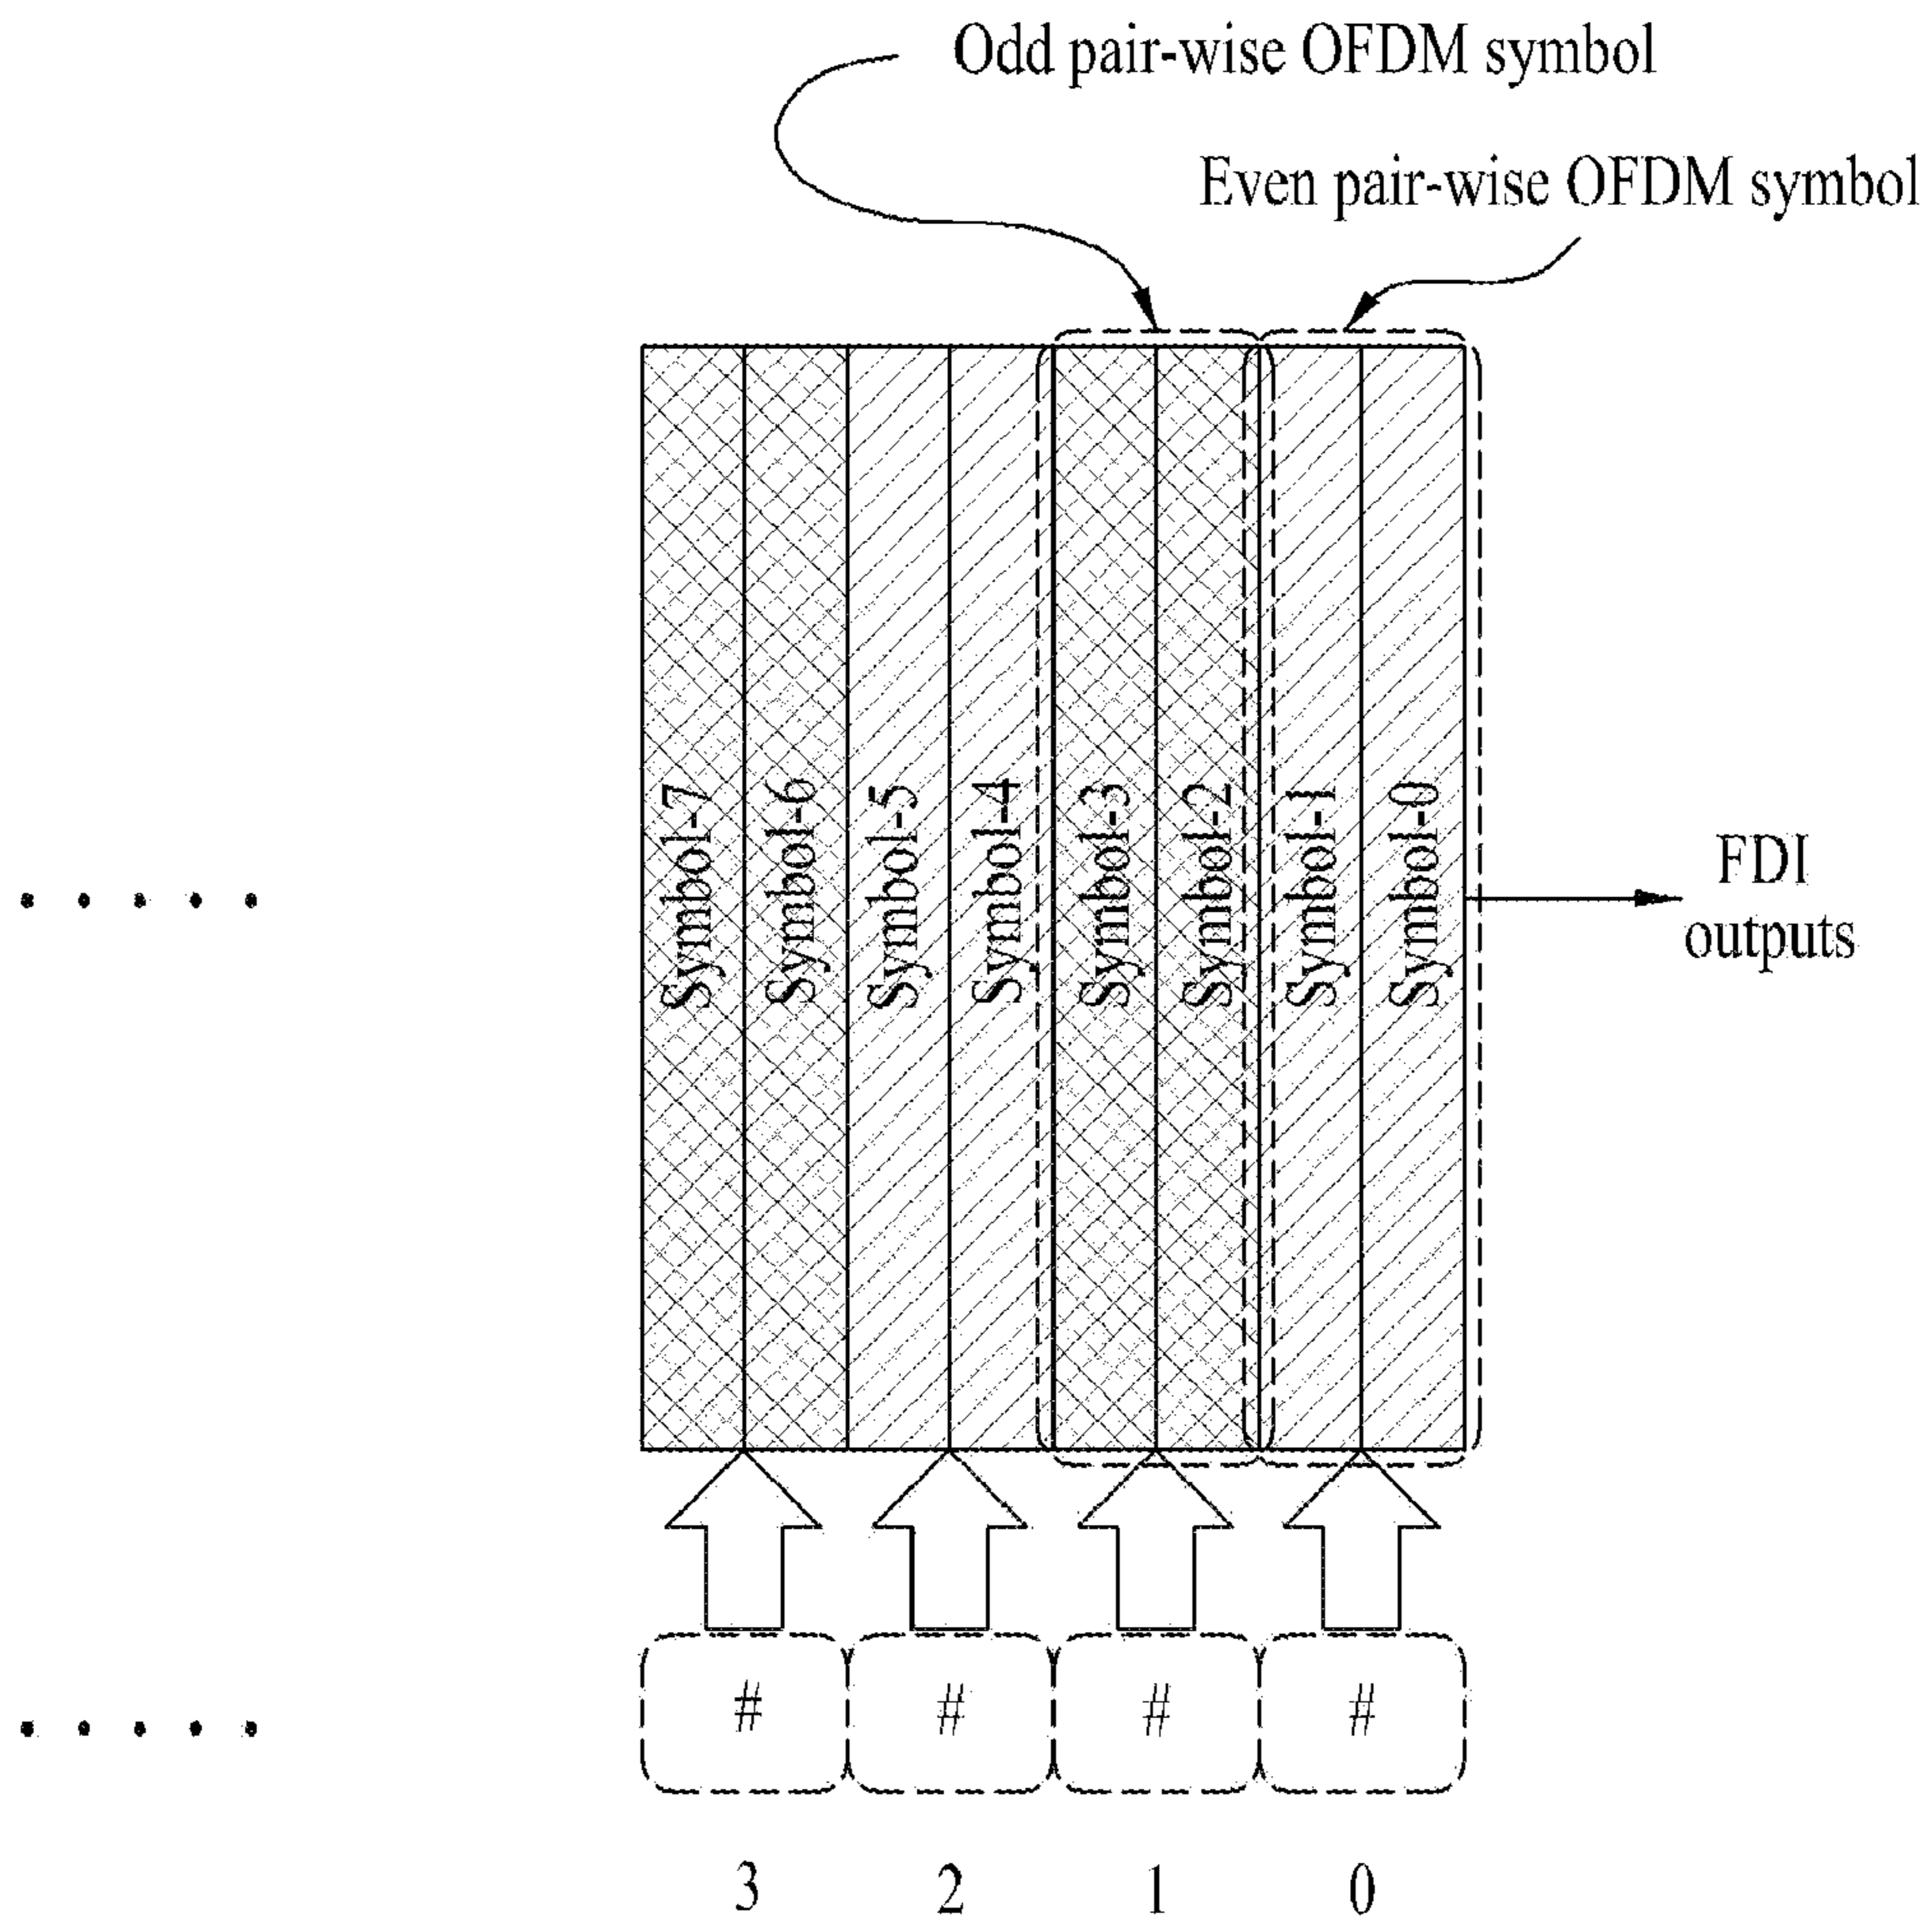 Odd pair-wise OFDM symbol
Even pair-wise OFDM symbol
Symbol-7
Symbol-6
Symbol-5
Symbol-4
Symbol-3
Symbol-2
Symbol-1
Symbol-0
FDI
outputs
# # # #
3 2 1 0